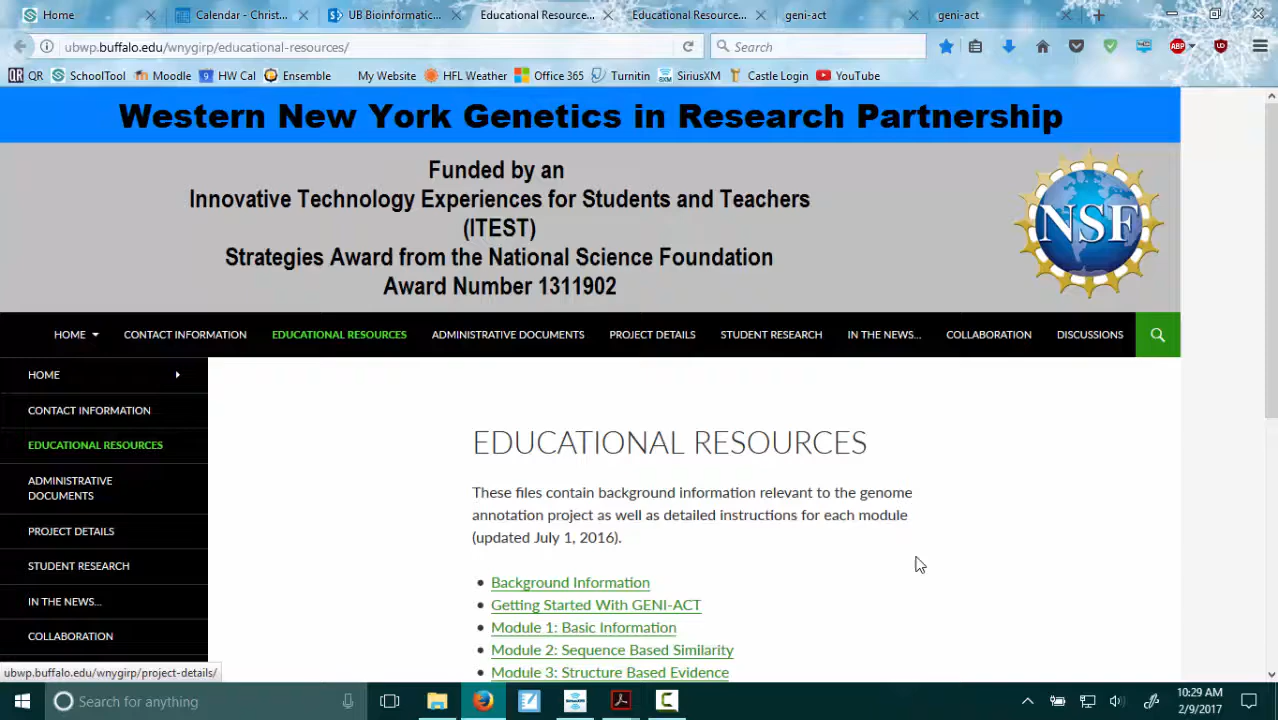 Home
Calendar - Christ...
UB Bioinformatic...
Educational Resource...
Educational Resource...
geni-act
geni-act
ubwp.buffalo.edu/wnygirp/educational-resources/
Search
ABP
QR QR
SchoolTool
Moodle
9 HW Cal
Ensemble
My Website
HFL Weather
Office 365
Turnitin
SXM SiriusXM
Castle Login
YouTube
Western New York Genetics in Research Partnership
Funded by an
Innovative Technology Experiences for Students and Teachers
(ITEST)
Strategies Award from the National Science Foundation
Award Number 1311902
NSF
HOME
CONTACT INFORMATION
EDUCATIONAL RESOURCES
ADMINISTRATIVE DOCUMENTS
PROJECT DETAILS
STUDENT RESEARCH
IN THE NEWS...
COLLABORATION
DISCUSSIONS
HOME
CONTACT INFORMATION
EDUCATIONAL RESOURCES
ADMINISTRATIVE
DOCUMENTS
PROJECT DETAILS
STUDENT RESEARCH
IN THE NEWS...
COLLABORATION
EDUCATIONAL RESOURCES
These files contain background information relevant to the genome
annotation project as well as detailed instructions for each module
(updated July 1, 2016).
• Background Information
• Getting Started With GENI-ACT
• Module 1: Basic Information
• Module 2: Sequence Based Similarity
• Module 3: Structure Based Evidence
ubwp.buffalo.edu/wnygirp/project-details/
Search for anything
10:29 AM
2/9/2017